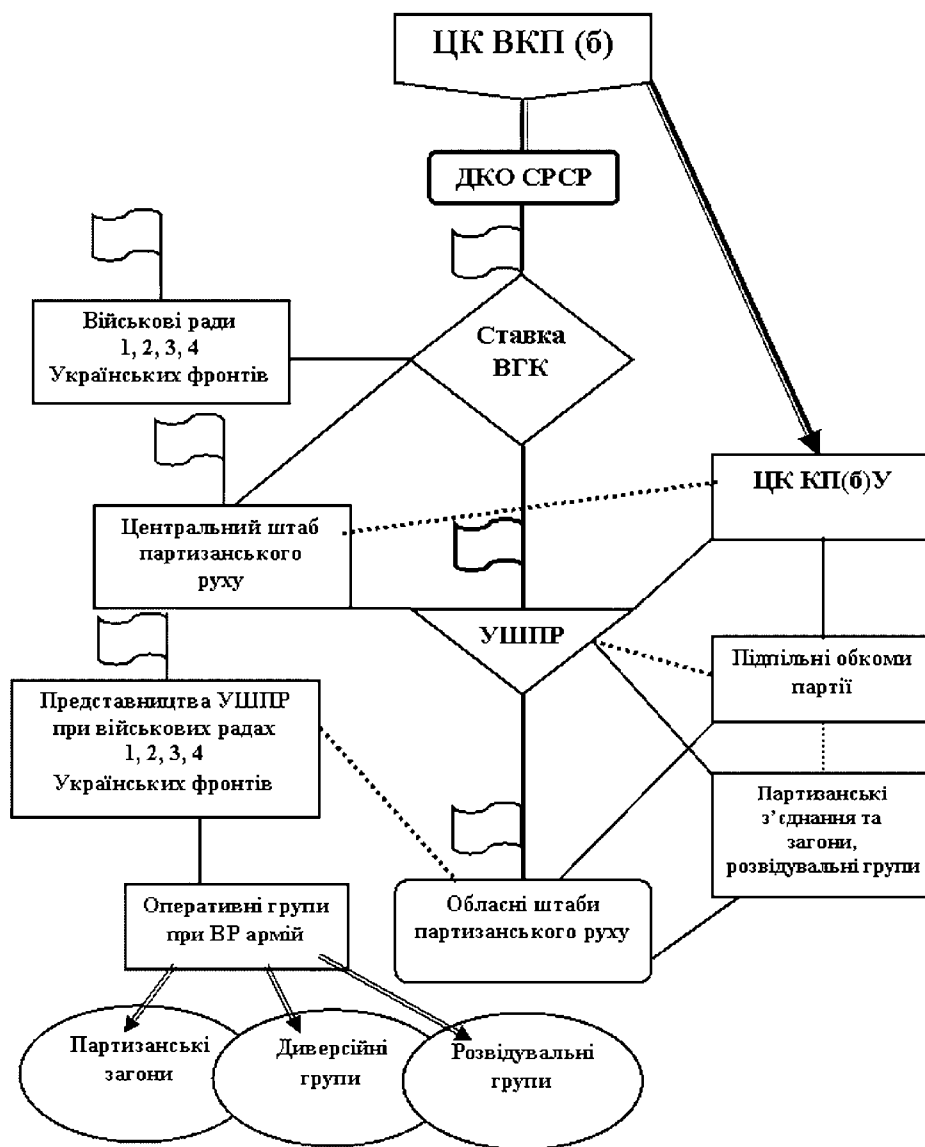 ЦК ВКП (б)
ДКО СРСР
Військові ради
1, 2, 3, 4
Українських фронтів
Ставка
ВГК
ЦК КП(б)У
Центральний штаб
партизанського
руху
УШПР
Підпільні обкоми
партії
Представництва УШПР
при військових радах
1, 2, 3, 4
Українських фронтів
Партизанські
з’єднання та
загони,
розвідувальні групи
Оперативні групи
при ВР армій
Обласні штаби
партизанського руху
Партизанські
загони
Диверсійні
групи
Розвідувальні
групи